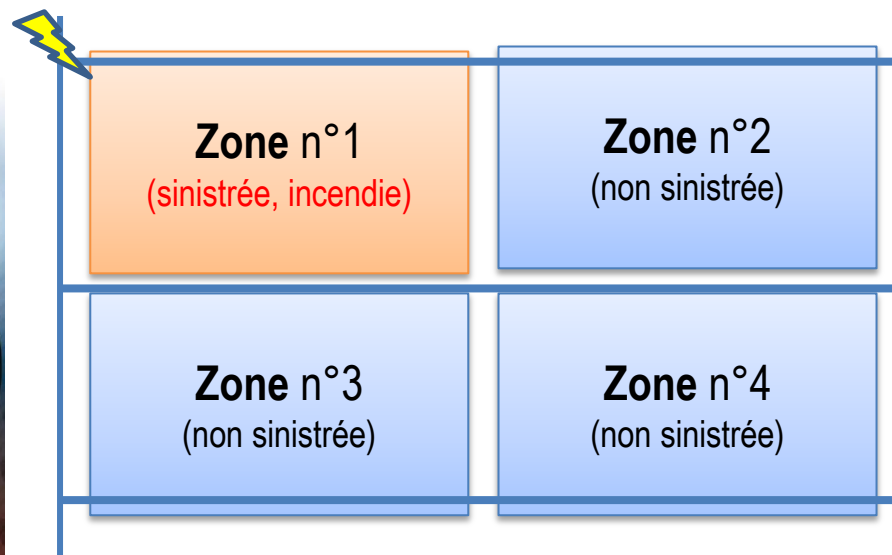 Zone n°1
(sinistrée, incendie)
Zone n°2
(non sinistrée)
Zone n°3
(non sinistrée)
Zone n°4
(non sinistrée)